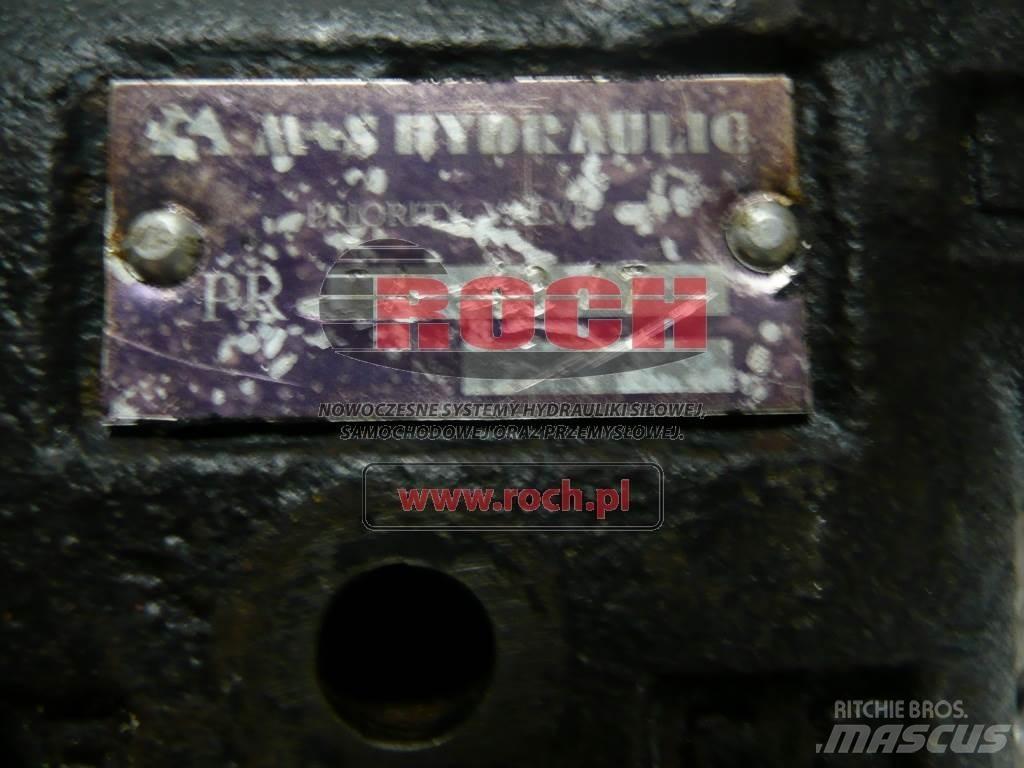 M+S HYDRAULIC
PRIORITY VALVE
PR
ROCH
NOWOCZESNE SYSTEMY HYDRAULIKI SIŁOWEJ,
SAMOCHODOWEJ ORAZ PRZEMYSŁOWEJ.
www.roch.pl
RITCHIE BROS.
MASCUS